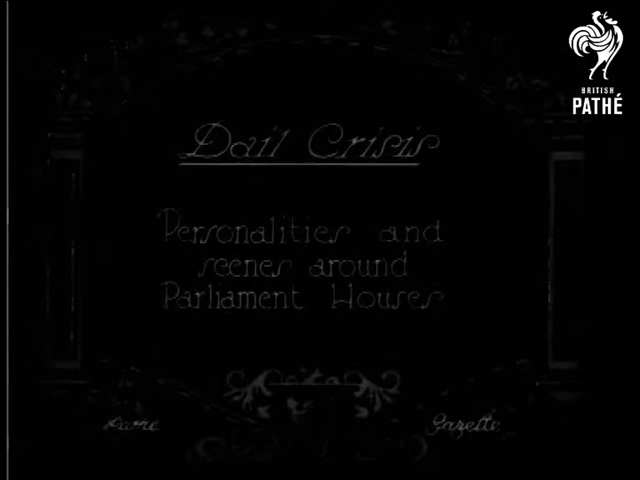 BRITISH
PATHÉ
Dail Crisis
Personalities and
scenes around
Parliament Houses
Pathe Gazette